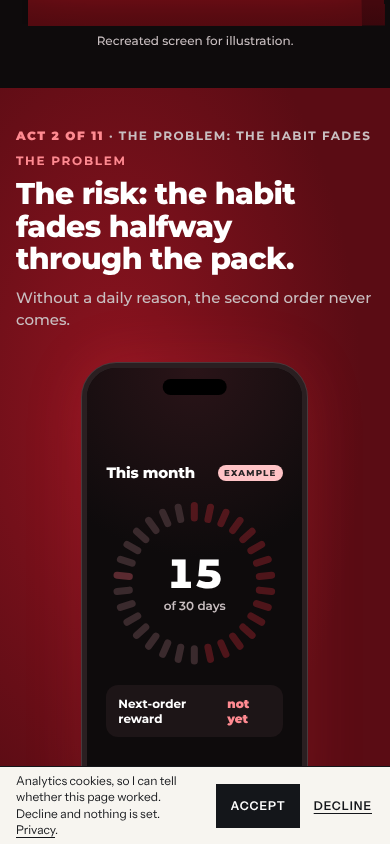 Recreated screen for illustration.
ACT 2 OF 11 · THE PROBLEM: THE HABIT FADES
THE PROBLEM
The risk: the habit
fades halfway
through the pack.
Without a daily reason, the second order never
comes.
This month
EXAMPLE
15
of 30 days
Next-order
reward
not
yet
Analytics cookies, so I can tell
whether this page worked.
Decline and nothing is set.
Privacy.
ACCEPT
DECLINE